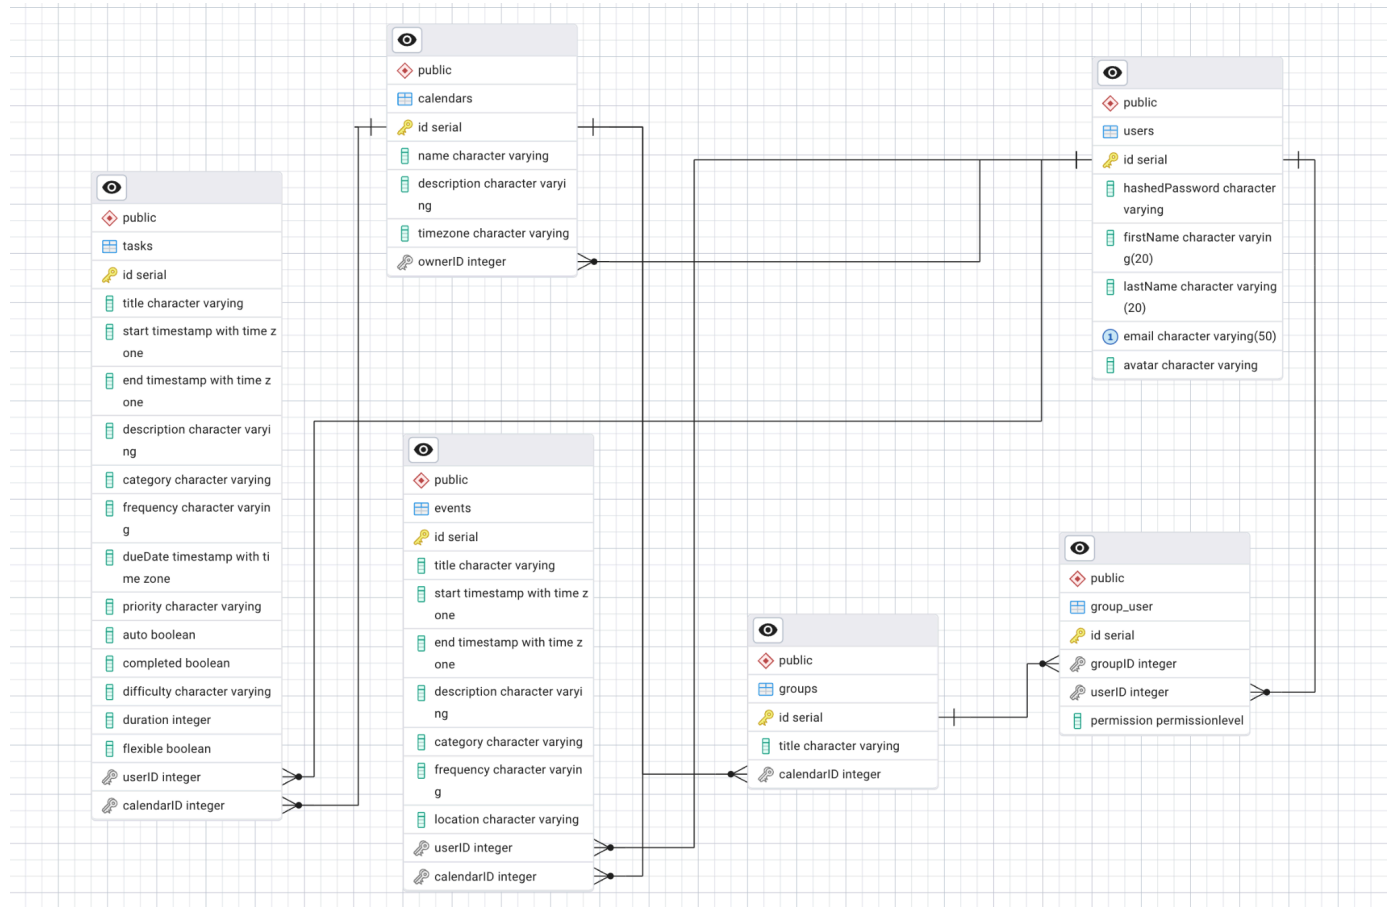 public
calendars
id serial
name character varying
description character varyi
ng
timezone character varying
ownerID integer
public
users
id serial
hashedPassword character
varying
firstName character varyin
g(20)
lastName character varying
(20)
1 email character varying(50)
avatar character varying
public
tasks
id serial
title character varying
start timestamp with time z
one
end timestamp with time z
one
description character varyi
ng
category character varying
frequency character varyin
g
dueDate timestamp with ti
me zone
priority character varying
auto boolean
completed boolean
difficulty character varying
duration integer
flexible boolean
userID integer
calendarID integer
public
events
id serial
title character varying
start timestamp with time z
one
end timestamp with time z
one
description character varyi
ng
category character varying
frequency character varyin
g
location character varying
userID integer
calendarID integer
public
groups
id serial
title character varying
calendarID integer
public
group_user
id serial
groupID integer
userID integer
permission permissionlevel